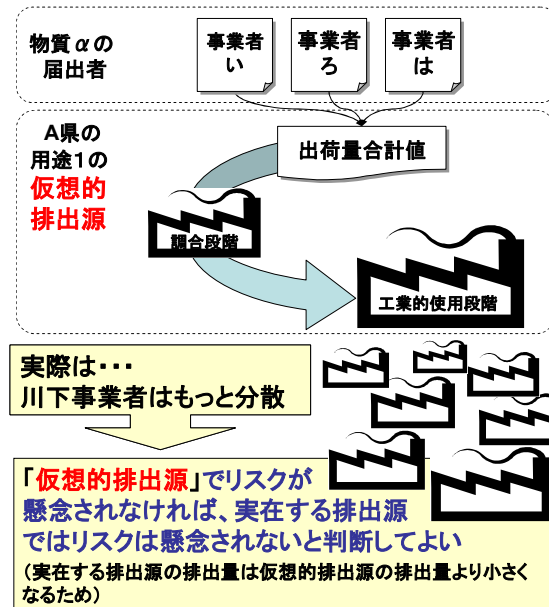 物質αの
届出者
事業者
い
事業者
ろ
事業者
は
A県の
用途1の
仮想的
排出源
出荷量合計値
調合段階
工業的使用段階
実際は･･･
川下事業者はもっと分散
「仮想的排出源」でリスクが
懸念されなければ、実在する排出源
ではリスクは懸念されないと判断してよい
（実在する排出源の排出量は仮想的排出源の排出量より小さく
なるため）